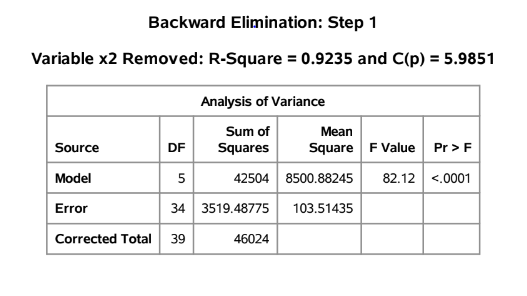 Backward Elimination: Step 1
Variable x2 Removed: R-Square = 0.9235 and C(p) = 5.9851
Analysis of Variance
Source DF Sum of Squares Mean Square F Value Pr > F
Model 5 42504 8500.88245 82.12 <.0001
Error 34 3519.48775 103.51435
Corrected Total 39 46024